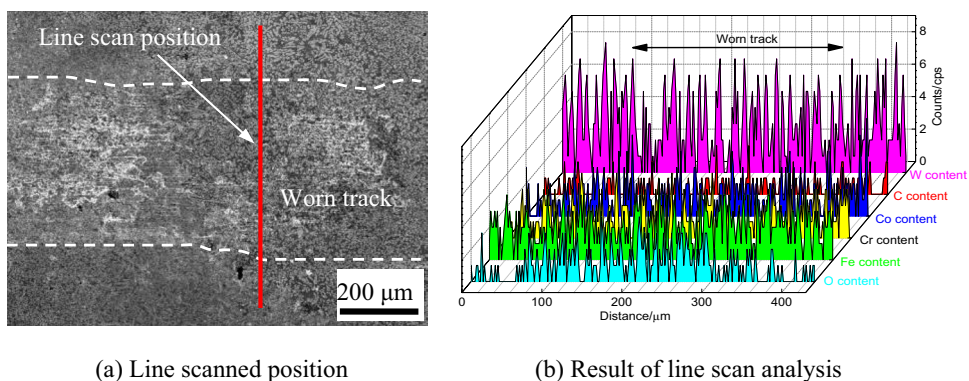 Line scan position
Worn track
200 μm
Worn track
8
6
4
2
0
Counts/cps
W content
C content
Co content
Cr content
Fe content
O content
0 100 200 300 400
Distance/μm
(a) Line scanned position
(b) Result of line scan analysis